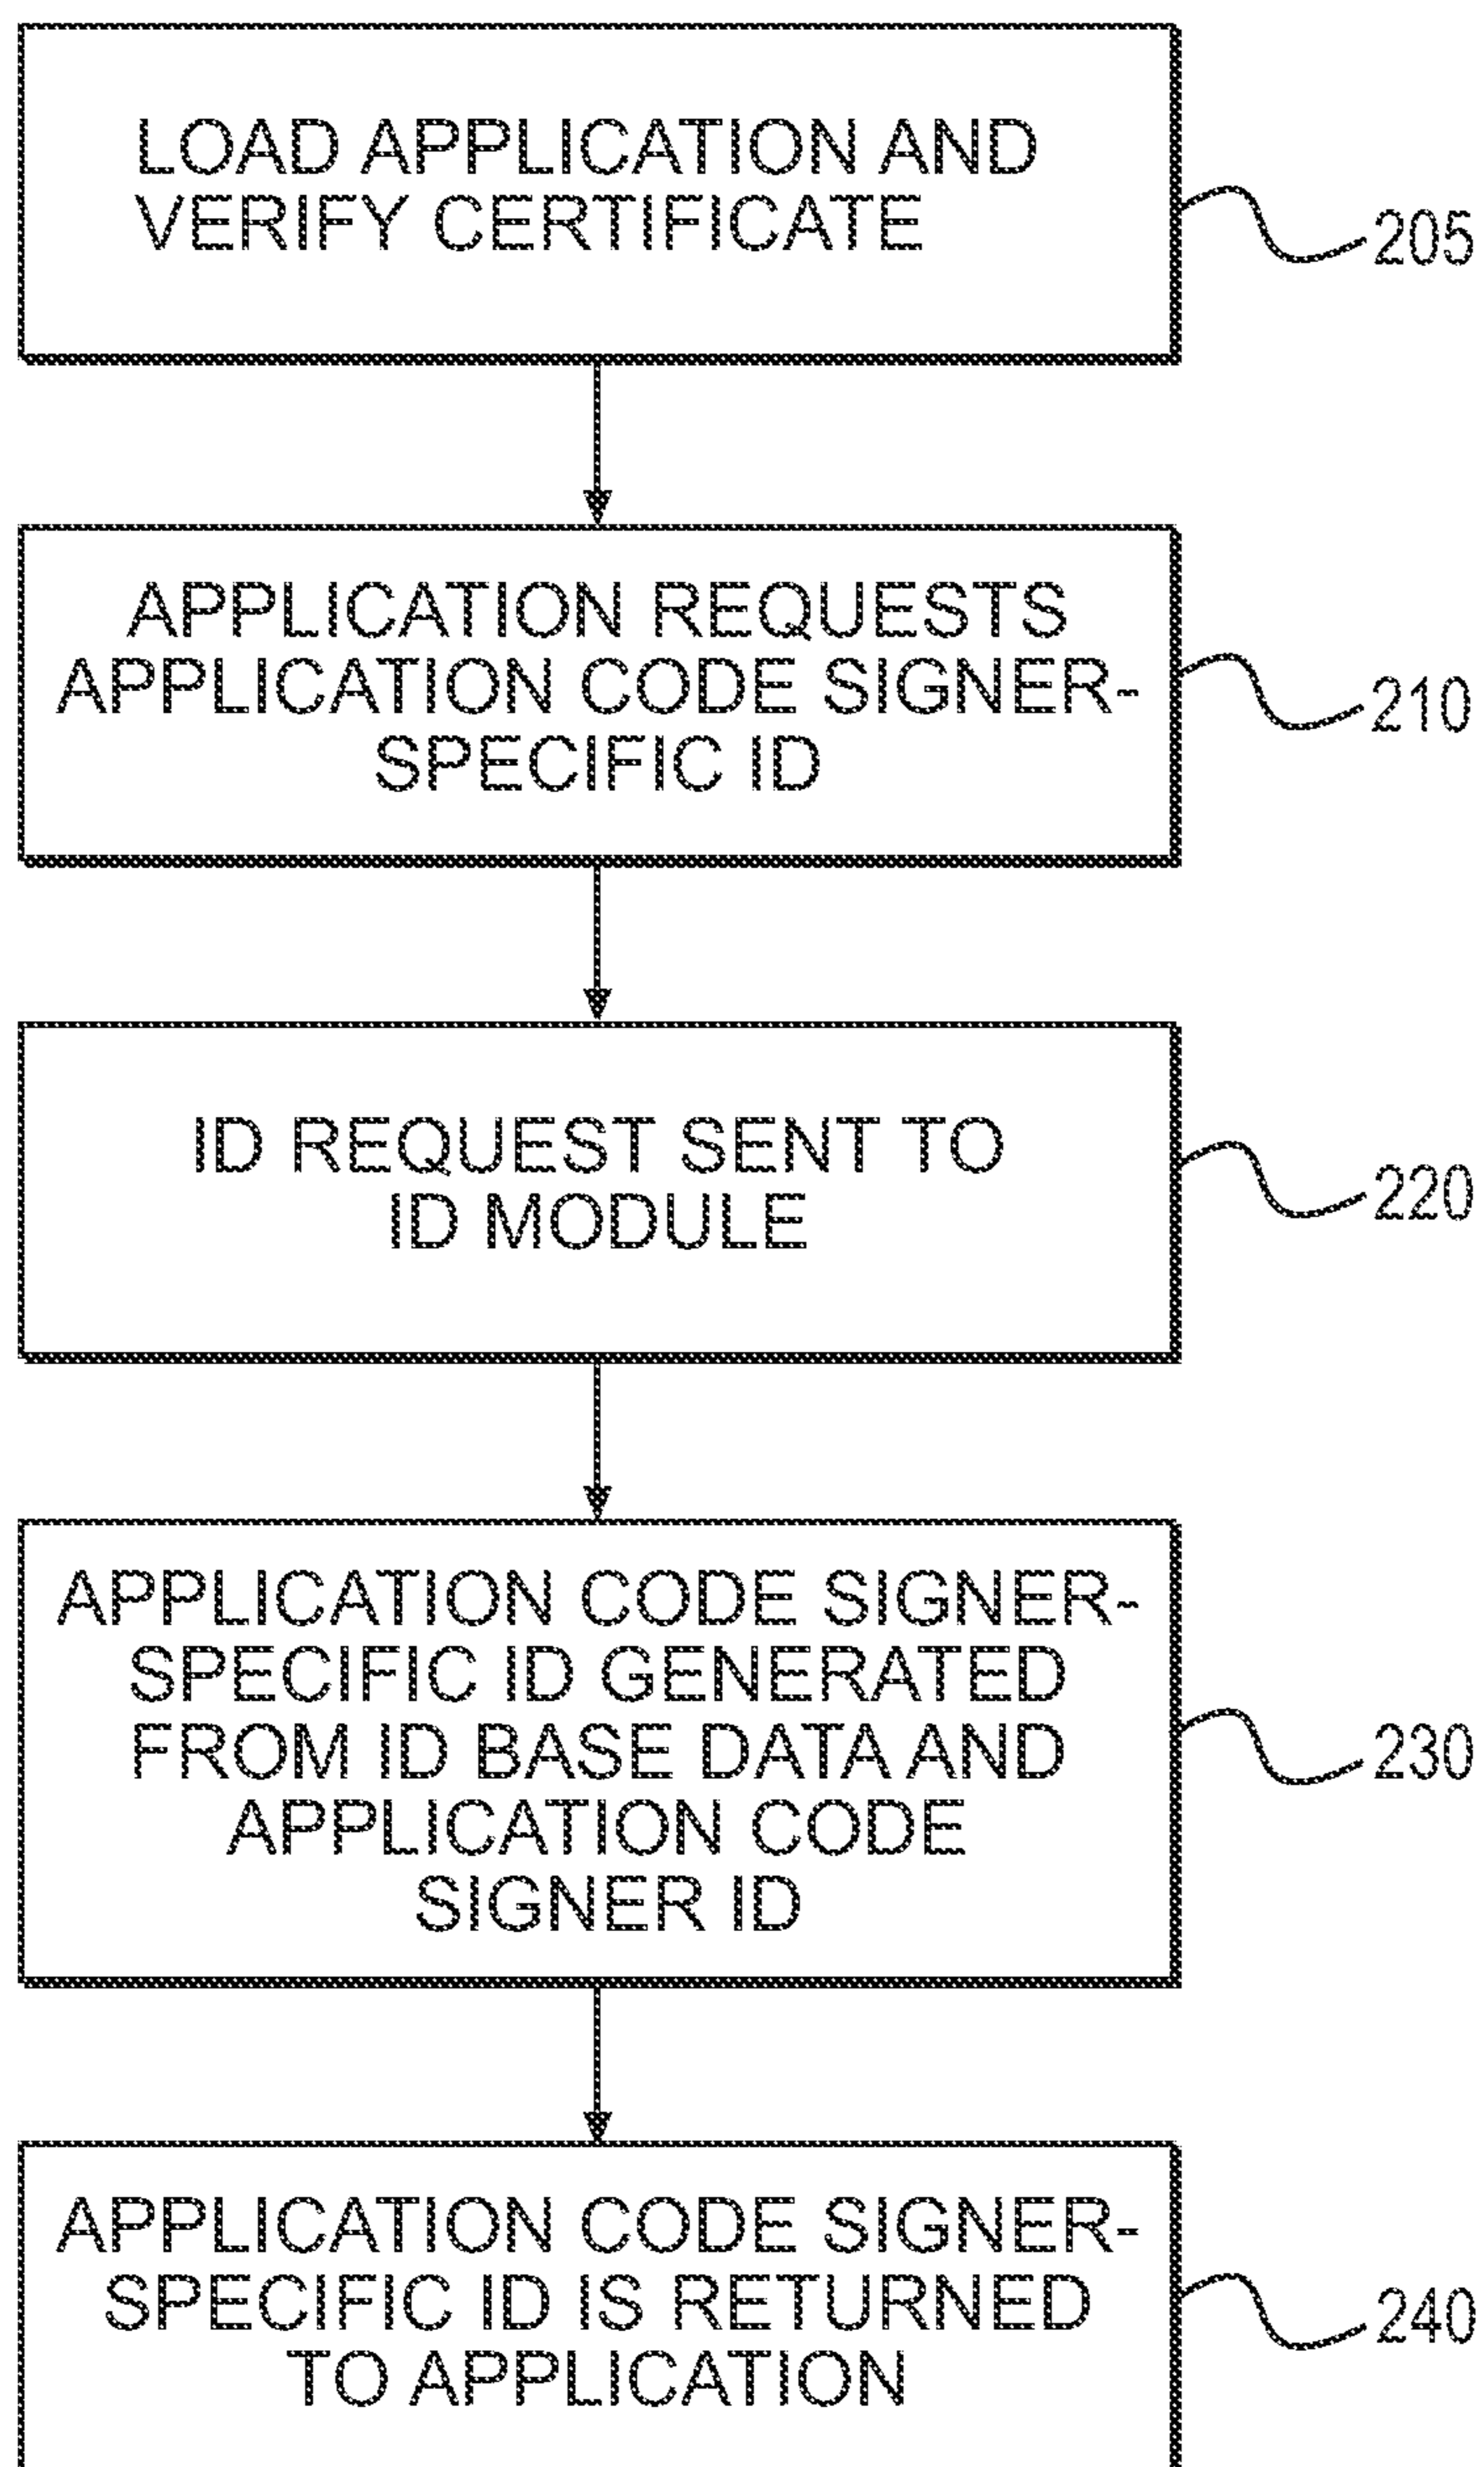 LOAD APPLICATION AND
VERIFY CERTIFICATE
205
APPLICATION REQUESTS
APPLICATION CODE SIGNER-
SPECIFIC ID
210
ID REQUEST SENT TO
ID MODULE
220
APPLICATION CODE SIGNER-
SPECIFIC ID GENERATED
FROM ID BASE DATA AND
APPLICATION CODE
SIGNER ID
230
APPLICATION CODE SIGNER-
SPECIFIC ID IS RETURNED
TO APPLICATION
240